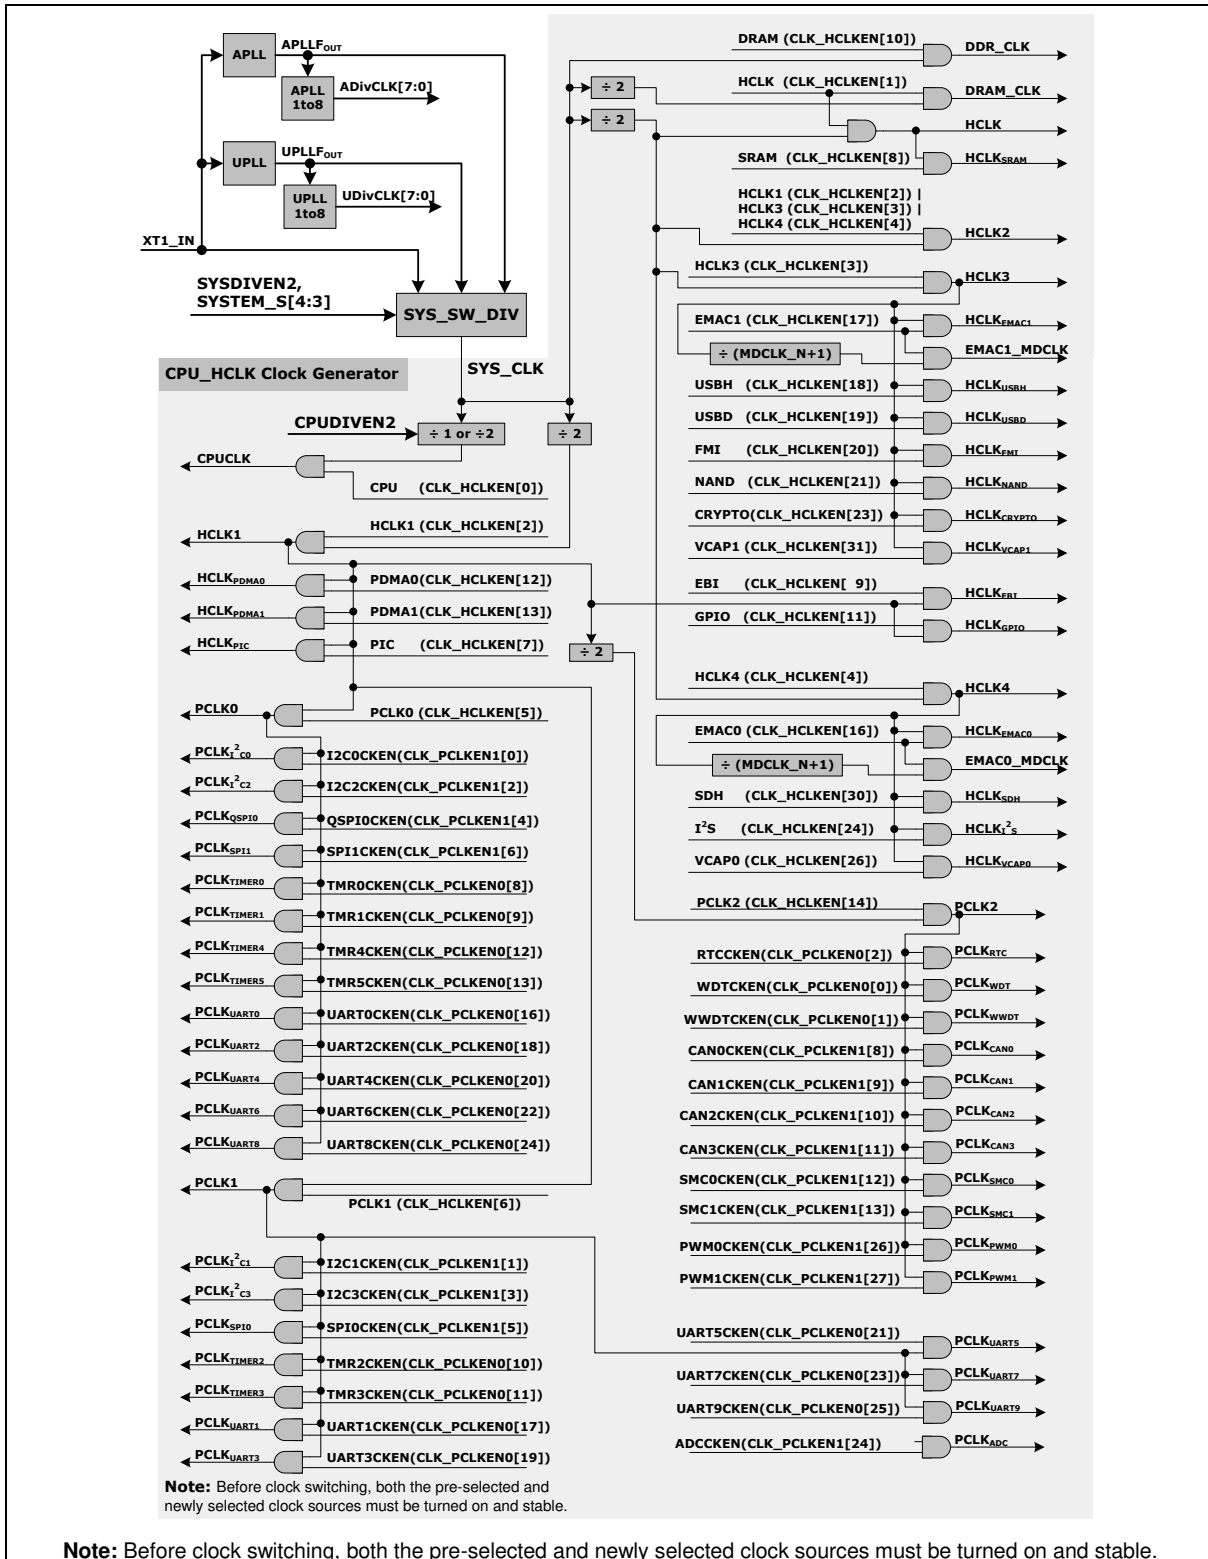 APLL
APLLFOUT
APLL
1to8
ADivCLK[7:0]
UPLL
UPLLFOUT
UPLL
1to8
UDivCLK[7:0]
XT1_IN
SYSDIVEN2,
SYSTEM_S[4:3]
SYS_SW_DIV
CPU_HCLK Clock Generator
SYS_CLK
CPUDIVEN2
÷ 1 or ÷2
÷ 2
CPUCLK
CPU (CLK_HCLKEN[0])
HCLK1 (CLK_HCLKEN[2])
HCLK1
HCLKPDMA0
PDMA0(CLK_HCLKEN[12])
HCLKPDMA1
PDMA1(CLK_HCLKEN[13])
HCLKPIC
PIC (CLK_HCLKEN[7])
÷ 2
PCLK0
PCLK0 (CLK_HCLKEN[5])
PCLKI2C0
I2C0CKEN(CLK_PCLKEN1[0])
PCLKI2C2
I2C2CKEN(CLK_PCLKEN1[2])
PCLKQSPI0
QSPI0CKEN(CLK_PCLKEN1[4])
PCLKSPI1
SPI1CKEN(CLK_PCLKEN1[6])
PCLKTIMER0
TMR0CKEN(CLK_PCLKEN0[8])
PCLKTIMER1
TMR1CKEN(CLK_PCLKEN0[9])
PCLKTIMER4
TMR4CKEN(CLK_PCLKEN0[12])
PCLKTIMER5
TMR5CKEN(CLK_PCLKEN0[13])
PCLKUART0
UART0CKEN(CLK_PCLKEN0[16])
PCLKUART2
UART2CKEN(CLK_PCLKEN0[18])
PCLKUART4
UART4CKEN(CLK_PCLKEN0[20])
PCLKUART6
UART6CKEN(CLK_PCLKEN0[22])
PCLKUART8
UART8CKEN(CLK_PCLKEN0[24])
PCLK1
PCLK1 (CLK_HCLKEN[6])
PCLKI2C1
I2C1CKEN(CLK_PCLKEN1[1])
PCLKI2C3
I2C3CKEN(CLK_PCLKEN1[3])
PCLKSPI0
SPI0CKEN(CLK_PCLKEN1[5])
PCLKTIMER2
TMR2CKEN(CLK_PCLKEN0[10])
PCLKTIMER3
TMR3CKEN(CLK_PCLKEN0[11])
PCLKUART1
UART1CKEN(CLK_PCLKEN0[17])
PCLKUART3
UART3CKEN(CLK_PCLKEN0[19])
Note: Before clock switching, both the pre-selected and
newly selected clock sources must be turned on and stable.
DRAM (CLK_HCLKEN[10])
DDR_CLK
÷ 2
HCLK (CLK_HCLKEN[1])
DRAM_CLK
÷ 2
HCLK
SRAM (CLK_HCLKEN[8])
HCLKSRAM
HCLK1 (CLK_HCLKEN[2]) |
HCLK3 (CLK_HCLKEN[3]) |
HCLK4 (CLK_HCLKEN[4])
HCLK2
HCLK3 (CLK_HCLKEN[3])
HCLK3
EMAC1 (CLK_HCLKEN[17])
HCLKEMAC1
÷ (MDCLK_N+1)
EMAC1_MDCLK
USBH (CLK_HCLKEN[18])
HCLKUSBH
USBD (CLK_HCLKEN[19])
HCLKUSBD
FMI (CLK_HCLKEN[20])
HCLKFMI
NAND (CLK_HCLKEN[21])
HCLKNAND
CRYPTO(CLK_HCLKEN[23])
HCLKCRYPTO
VCAP1 (CLK_HCLKEN[31])
HCLKVCAP1
EBI (CLK_HCLKEN[ 9])
HCLKEBI
GPIO (CLK_HCLKEN[11])
HCLKGPIO
HCLK4 (CLK_HCLKEN[4])
HCLK4
EMAC0 (CLK_HCLKEN[16])
HCLKEMAC0
÷ (MDCLK_N+1)
EMAC0_MDCLK
SDH (CLK_HCLKEN[30])
HCLKSDH
I2S (CLK_HCLKEN[24])
HCLKI2S
VCAP0 (CLK_HCLKEN[26])
HCLKVCAP0
PCLK2 (CLK_HCLKEN[14])
PCLK2
RTCCKEN(CLK_PCLKEN0[2])
PCLKRTC
WDTCKEN(CLK_PCLKEN0[0])
PCLKWDT
WWDTCKEN(CLK_PCLKEN0[1])
PCLKWWDT
CAN0CKEN(CLK_PCLKEN1[8])
PCLKCAN0
CAN1CKEN(CLK_PCLKEN1[9])
PCLKCAN1
CAN2CKEN(CLK_PCLKEN1[10])
PCLKCAN2
CAN3CKEN(CLK_PCLKEN1[11])
PCLKCAN3
SMC0CKEN(CLK_PCLKEN1[12])
PCLKSMC0
SMC1CKEN(CLK_PCLKEN1[13])
PCLKSMC1
PWM0CKEN(CLK_PCLKEN1[26])
PCLKPWM0
PWM1CKEN(CLK_PCLKEN1[27])
PCLKPWM1
UART5CKEN(CLK_PCLKEN0[21])
PCLKUART5
UART7CKEN(CLK_PCLKEN0[23])
PCLKUART7
UART9CKEN(CLK_PCLKEN0[25])
PCLKUART9
ADCCKEN(CLK_PCLKEN1[24])
PCLKADC
Note: Before clock switching, both the pre-selected and newly selected clock sources must be turned on and stable.